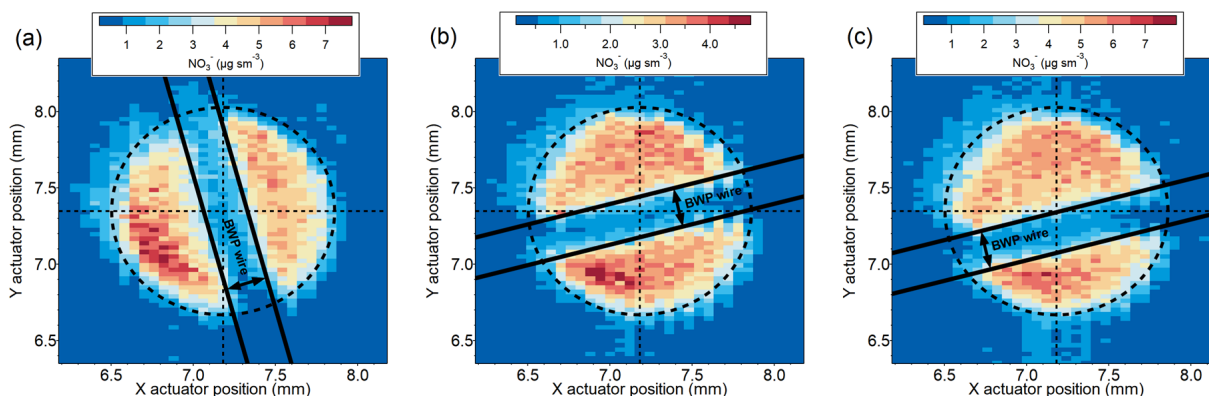 (a)
1 2 3 4 5 6 7
NO₃⁻ (µg sm⁻³)
Y actuator position (mm)
8.0
7.5
7.0
6.5
BWP wire
6.5 7.0 7.5 8.0
X actuator position (mm)
(b)
1.0 2.0 3.0 4.0
NO₃⁻ (µg sm⁻³)
Y actuator position (mm)
8.0
7.5
7.0
6.5
BWP wire
6.5 7.0 7.5 8.0
X actuator position (mm)
(c)
1 2 3 4 5 6 7
NO₃⁻ (µg sm⁻³)
Y actuator position (mm)
8.0
7.5
7.0
6.5
BWP wire
6.5 7.0 7.5 8.0
X actuator position (mm)